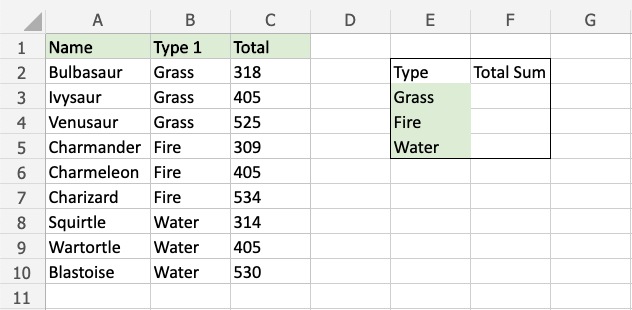 A B C D E F G
1 Name Type 1 Total
2 Bulbasaur Grass 318 Type Total Sum
3 Ivysaur Grass 405 Grass
4 Venusaur Grass 525 Fire
5 Charmander Fire 309 Water
6 Charmeleon Fire 405
7 Charizard Fire 534
8 Squirtle Water 314
9 Wartortle Water 405
10 Blastoise Water 530
11